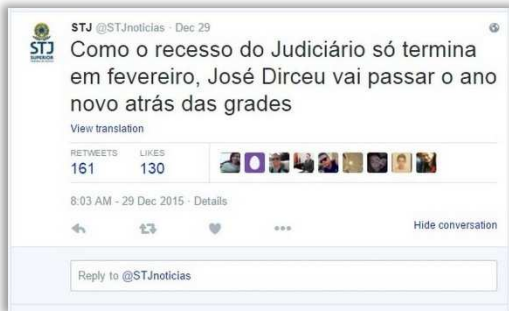 STJ @STJnoticias · Dec 29
STJ
SUPERIOR
Como o recesso do Judiciário só termina
em fevereiro, José Dirceu vai passar o ano
novo atrás das grades
View translation
RETWEETS LIKES
161 130
8:03 AM - 29 Dec 2015 · Details
Hide conversation
Reply to @STJnoticias